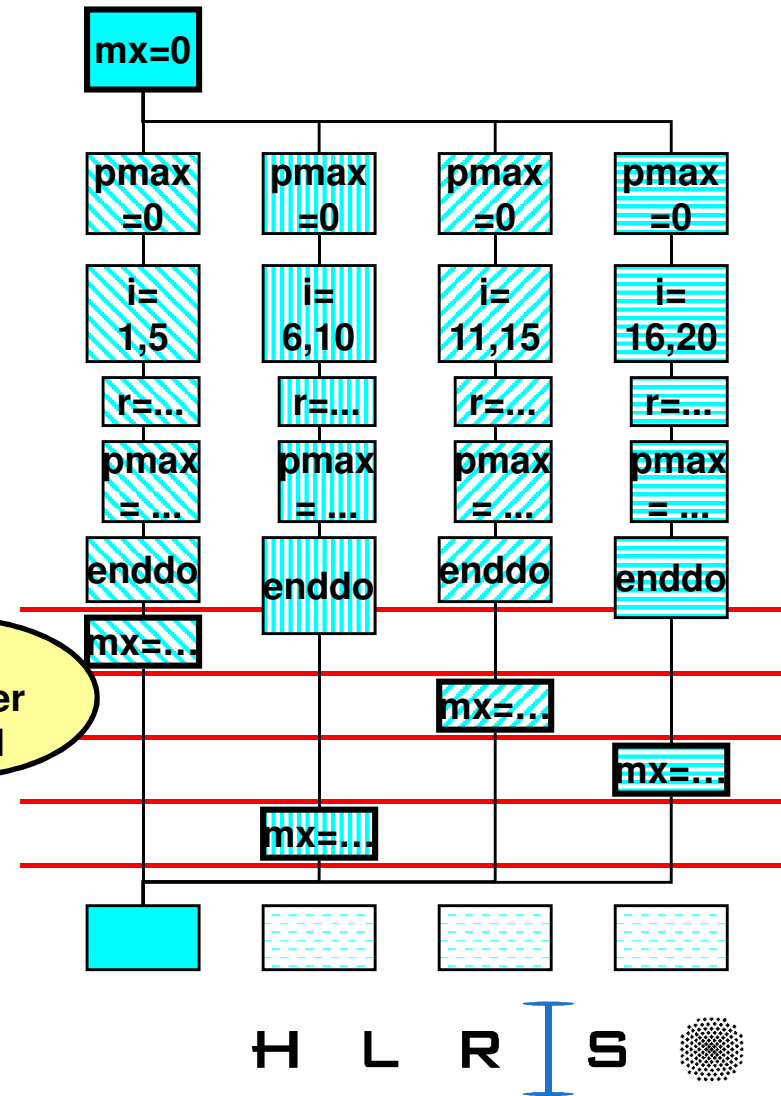 mx=0
pmax
=0
pmax
=0
pmax
=0
pmax
=0
i=
1,5
i=
6,10
i=
11,15
i=
16,20
r=...
r=...
r=...
r=...
pmax
= ...
pmax
= ...
pmax
= ...
pmax
= ...
enddo
enddo
enddo
enddo
mx=...
mx=...
mx=...
mx=...
H L R I S